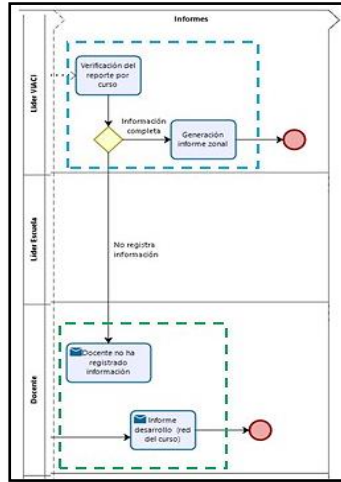 Informes
Líder VIACI
Verificación del
reporte por
curso
Información
completa
Generación
informe zonal
Líder Escuela
No registra
información
Docente
Docente no ha
registrado
información
Informe
desarrollo (red
del curso)